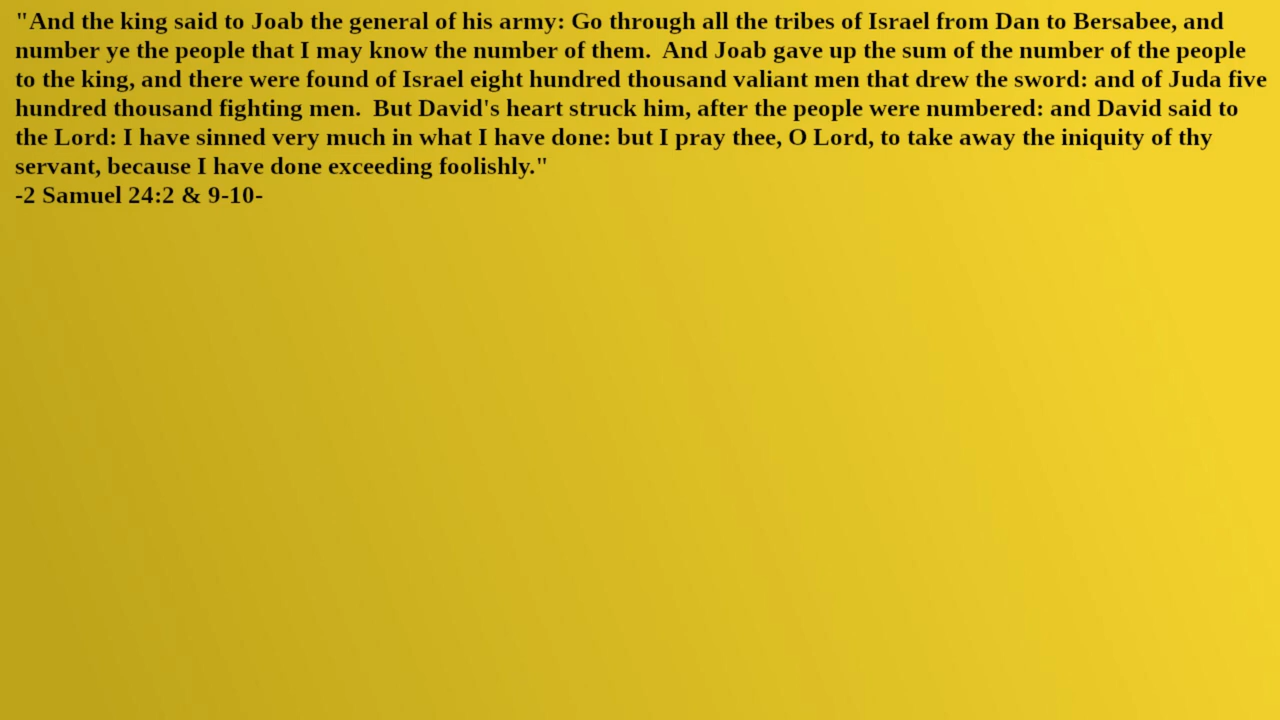 "And the king said to Joab the general of his army: Go through all the tribes of Israel from Dan to Bersabee, and
number ye the people that I may know the number of them.  And Joab gave up the sum of the number of the people
to the king, and there were found of Israel eight hundred thousand valiant men that drew the sword: and of Juda five
hundred thousand fighting men.  But David's heart struck him, after the people were numbered: and David said to
the Lord: I have sinned very much in what I have done: but I pray thee, O Lord, to take away the iniquity of thy
servant, because I have done exceeding foolishly."
-2 Samuel 24:2 & 9-10-